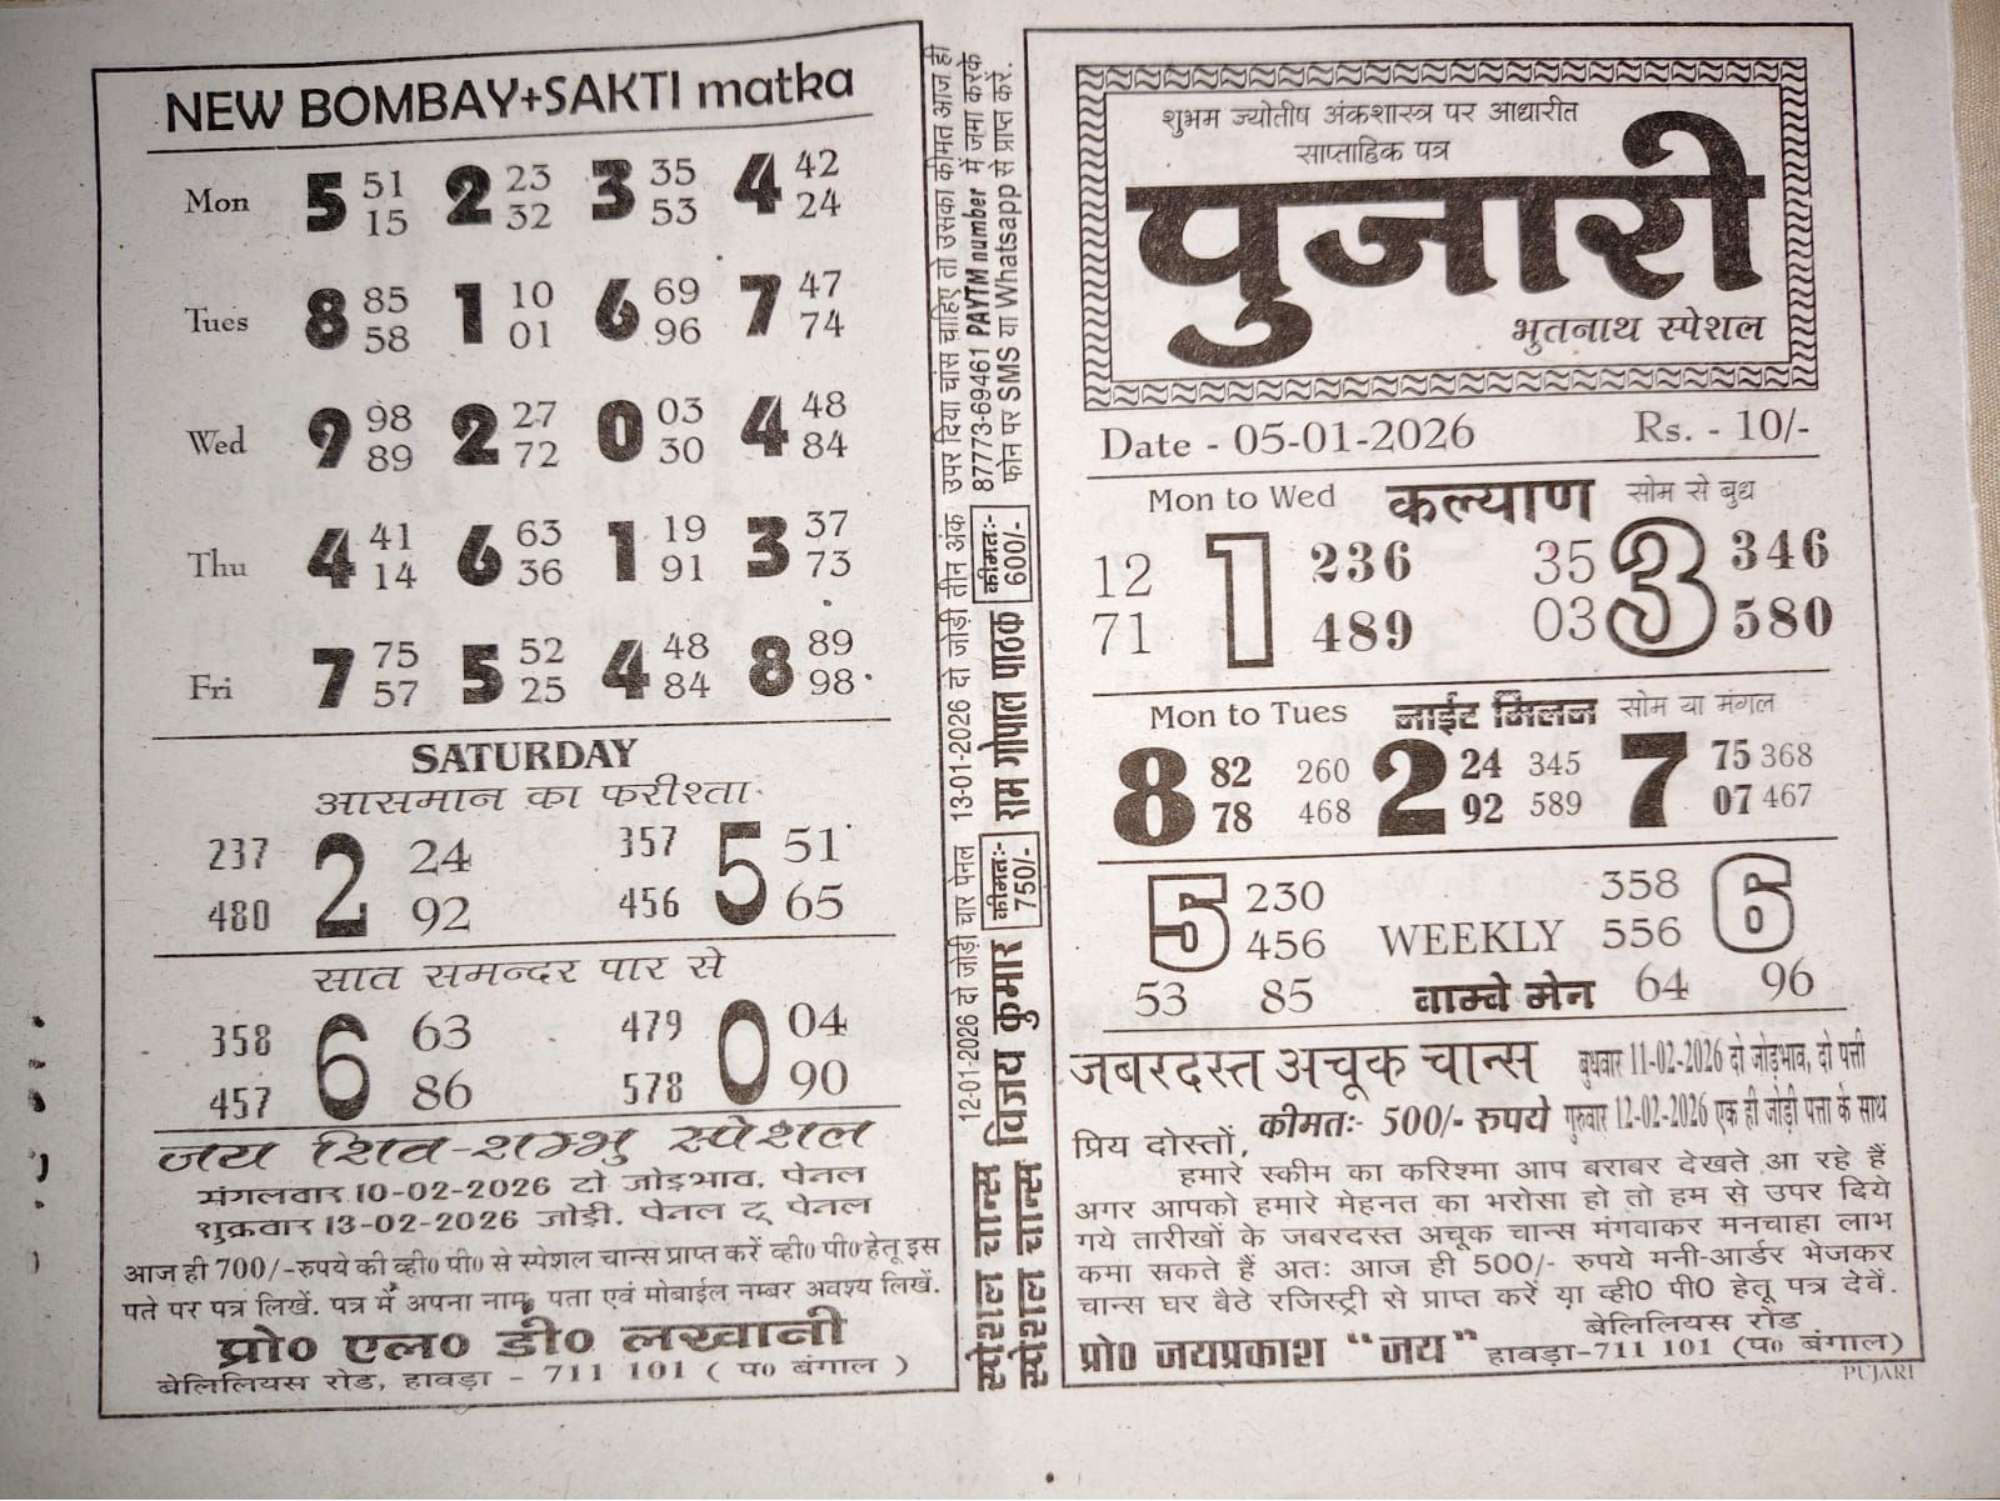 NEW BOMBAY+SAKTI matka
Mon 5 51 15 2 23 32 3 35 53 4 42 24
Tues 8 85 58 1 10 01 6 69 96 7 47 74
Wed 9 98 89 2 27 72 0 03 30 4 48 84
Thu 4 41 14 6 63 36 1 19 91 3 37 73
Fri 7 75 57 5 52 25 4 48 84 8 89 98
SATURDAY
आसमान का फरीश्ता
237 2 24 357 5 51
480 92 456 65
सात समन्दर पार से
358 6 63 479 0 04
457 86 578 90
जय शिव-शम्भु स्पेशल
मंगलवार 10-02-2026 दो जोड़भाव, पेनल
शुक्रवार 13-02-2026 जोड़ी, पेनल टू पेनल
आज ही 700/-रुपये की व्ही० पी० से स्पेशल चान्स प्राप्त करें व्ही० पी० हेतू इस
पते पर पत्र लिखें. पत्र में अपना नाम, पता एवं मोबाईल नम्बर अवश्य लिखें.
प्रो० एल० डी० लखानी
बेलिलियस रोड, हावड़ा - 711 101 ( प० बंगाल )
स्पेशल चान्स विजय कुमार कीमतः- 750/- राम गोपाल पाठक कीमतः- 600/-
स्पेशल चान्स
12-01-2026 दो जोड़ी चार पेनल 13-01-2026 दो जोड़ी तीन अंक
उपर दिया चांस चाहिए तो उसका कीमत आज ही
87773-69461 PAYTM number में जमा करके
फोन पर SMS या Whatsapp से प्राप्त करें.
शुभम ज्योतीष अंकशास्त्र पर आधारीत
साप्ताहिक पत्र
पुजारी
भुतनाथ स्पेशल
Date - 05-01-2026 Rs. - 10/-
Mon to Wed कल्याण सोम से बुध
12 1 236 35 3 346
71 489 03 580
Mon to Tues नाईट मिलन सोम या मंगल
8 82 260 2 24 345 7 75 368
78 468 92 589 07 467
5 230 358 6
456 WEEKLY 556
53 85 बाम्बे मेन 64 96
जबरदस्त अचूक चान्स बुधवार 11-02-2026 दो जोड़भाव, दो पत्ती
कीमतः- 500/- रुपये गुरुवार 12-02-2026 एक ही जोड़ी पत्ता के साथ
प्रिय दोस्तों,
हमारे स्कीम का करिश्मा आप बराबर देखते आ रहे हैं
अगर आपको हमारे मेहनत का भरोसा हो तो हम से उपर दिये
गये तारीखों के जबरदस्त अचूक चान्स मंगवाकर मनचाहा लाभ
कमा सकते हैं अतः आज ही 500/- रुपये मनी-आर्डर भेजकर
चान्स घर बैठे रजिस्ट्री से प्राप्त करें या व्ही0 पी0 हेतू पत्र देवें.
प्रो0 जयप्रकाश "जय" बेलिलियस रोड
हावड़ा-711 101 (प० बंगाल)
PUJARI